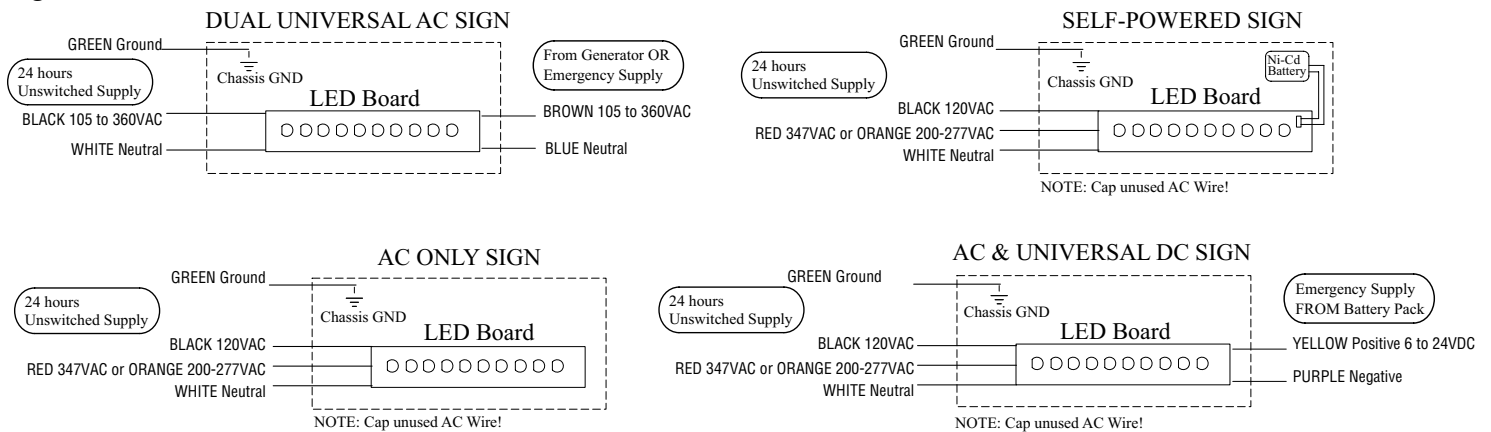 DUAL UNIVERSAL AC SIGN
GREEN Ground
24 hours
Unswitched Supply
Chassis GND
From Generator OR
Emergency Supply
LED Board
BLACK 105 to 360VAC
BROWN 105 to 360VAC
WHITE Neutral
BLUE Neutral
SELF-POWERED SIGN
GREEN Ground
24 hours
Unswitched Supply
Chassis GND
Ni-Cd
Battery
LED Board
BLACK 120VAC
RED 347VAC or ORANGE 200-277VAC
WHITE Neutral
NOTE: Cap unused AC Wire!
AC ONLY SIGN
GREEN Ground
24 hours
Unswitched Supply
Chassis GND
LED Board
BLACK 120VAC
RED 347VAC or ORANGE 200-277VAC
WHITE Neutral
NOTE: Cap unused AC Wire!
AC & UNIVERSAL DC SIGN
GREEN Ground
24 hours
Unswitched Supply
Chassis GND
Emergency Supply
FROM Battery Pack
LED Board
BLACK 120VAC
YELLOW Positive 6 to 24VDC
RED 347VAC or ORANGE 200-277VAC
PURPLE Negative
WHITE Neutral
NOTE: Cap unused AC Wire!